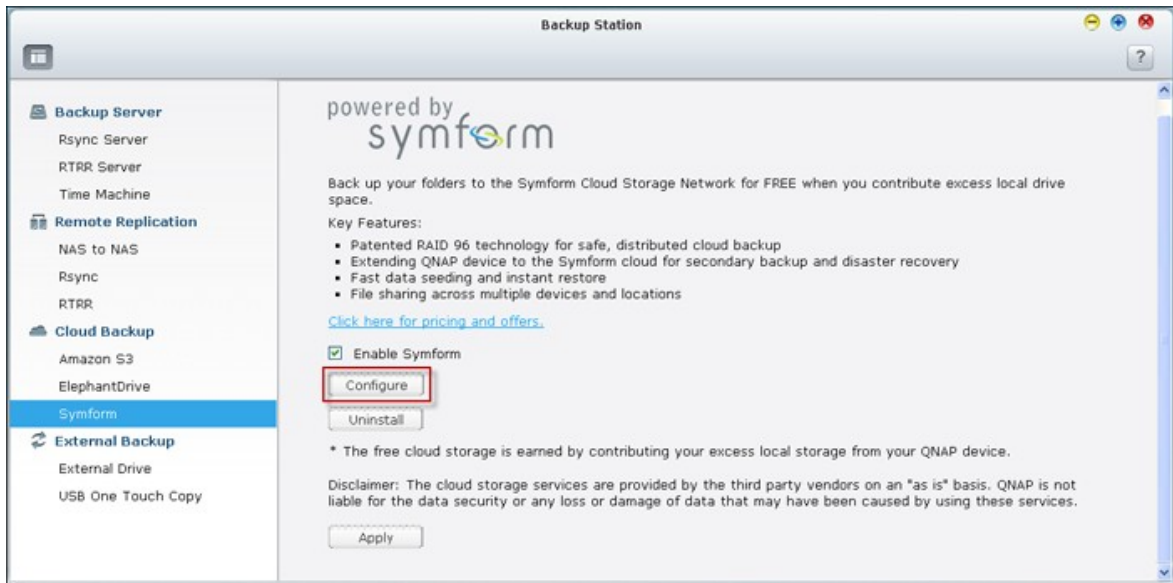 Backup Station
?
Backup Server
Rsync Server
RTRR Server
Time Machine
Remote Replication
NAS to NAS
Rsync
RTRR
Cloud Backup
Amazon S3
ElephantDrive
Symform
External Backup
External Drive
USB One Touch Copy
powered by
symform
Back up your folders to the Symform Cloud Storage Network for FREE when you contribute excess local drive
space.
Key Features:
▪ Patented RAID 96 technology for safe, distributed cloud backup
▪ Extending QNAP device to the Symform cloud for secondary backup and disaster recovery
▪ Fast data seeding and instant restore
▪ File sharing across multiple devices and locations
Click here for pricing and offers.
Enable Symform
Configure
Uninstall
* The free cloud storage is earned by contributing your excess local storage from your QNAP device.
Disclaimer: The cloud storage services are provided by the third party vendors on an "as is" basis. QNAP is not
liable for the data security or any loss or damage of data that may have been caused by using these services.
Apply